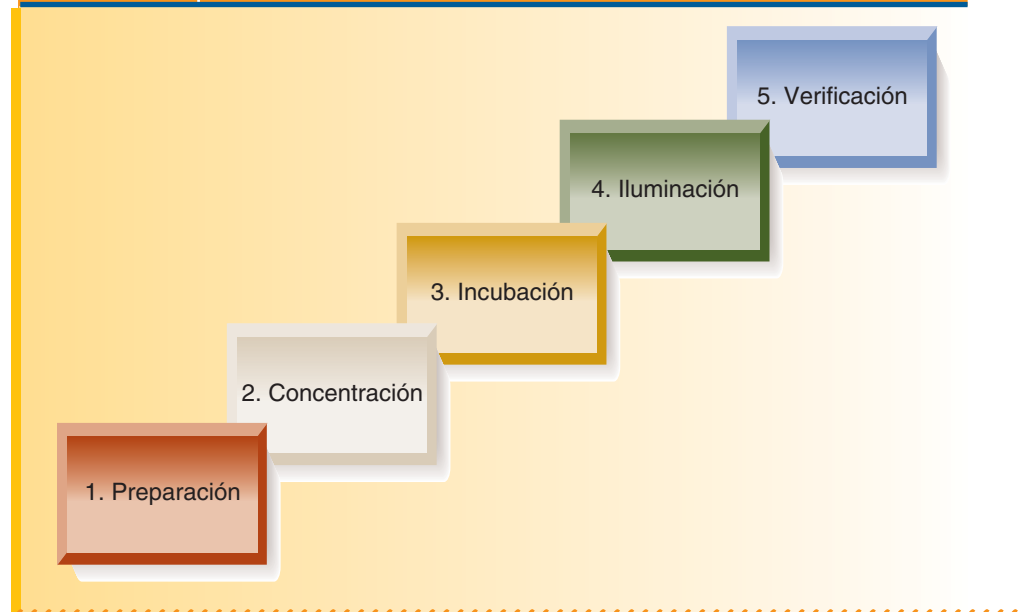 1. Preparación
2. Concentración
3. Incubación
4. Iluminación
5. Verificación